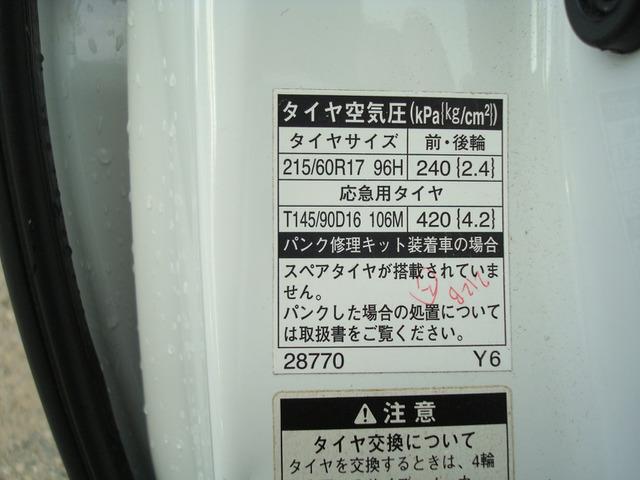 タイヤ空気圧(kPa{kg/cm²})
タイヤサイズ 前・後輪
215/60R17 96H 240{2.4}
応急用タイヤ
T145/90D16 106M 420{4.2}
パンク修理キット装着車の場合
スペアタイヤが搭載されていま
せん。
パンクした場合の処置について
は取扱書をご覧ください。
28770 Y6
注意
タイヤ交換について
タイヤを交換するときは、4輪